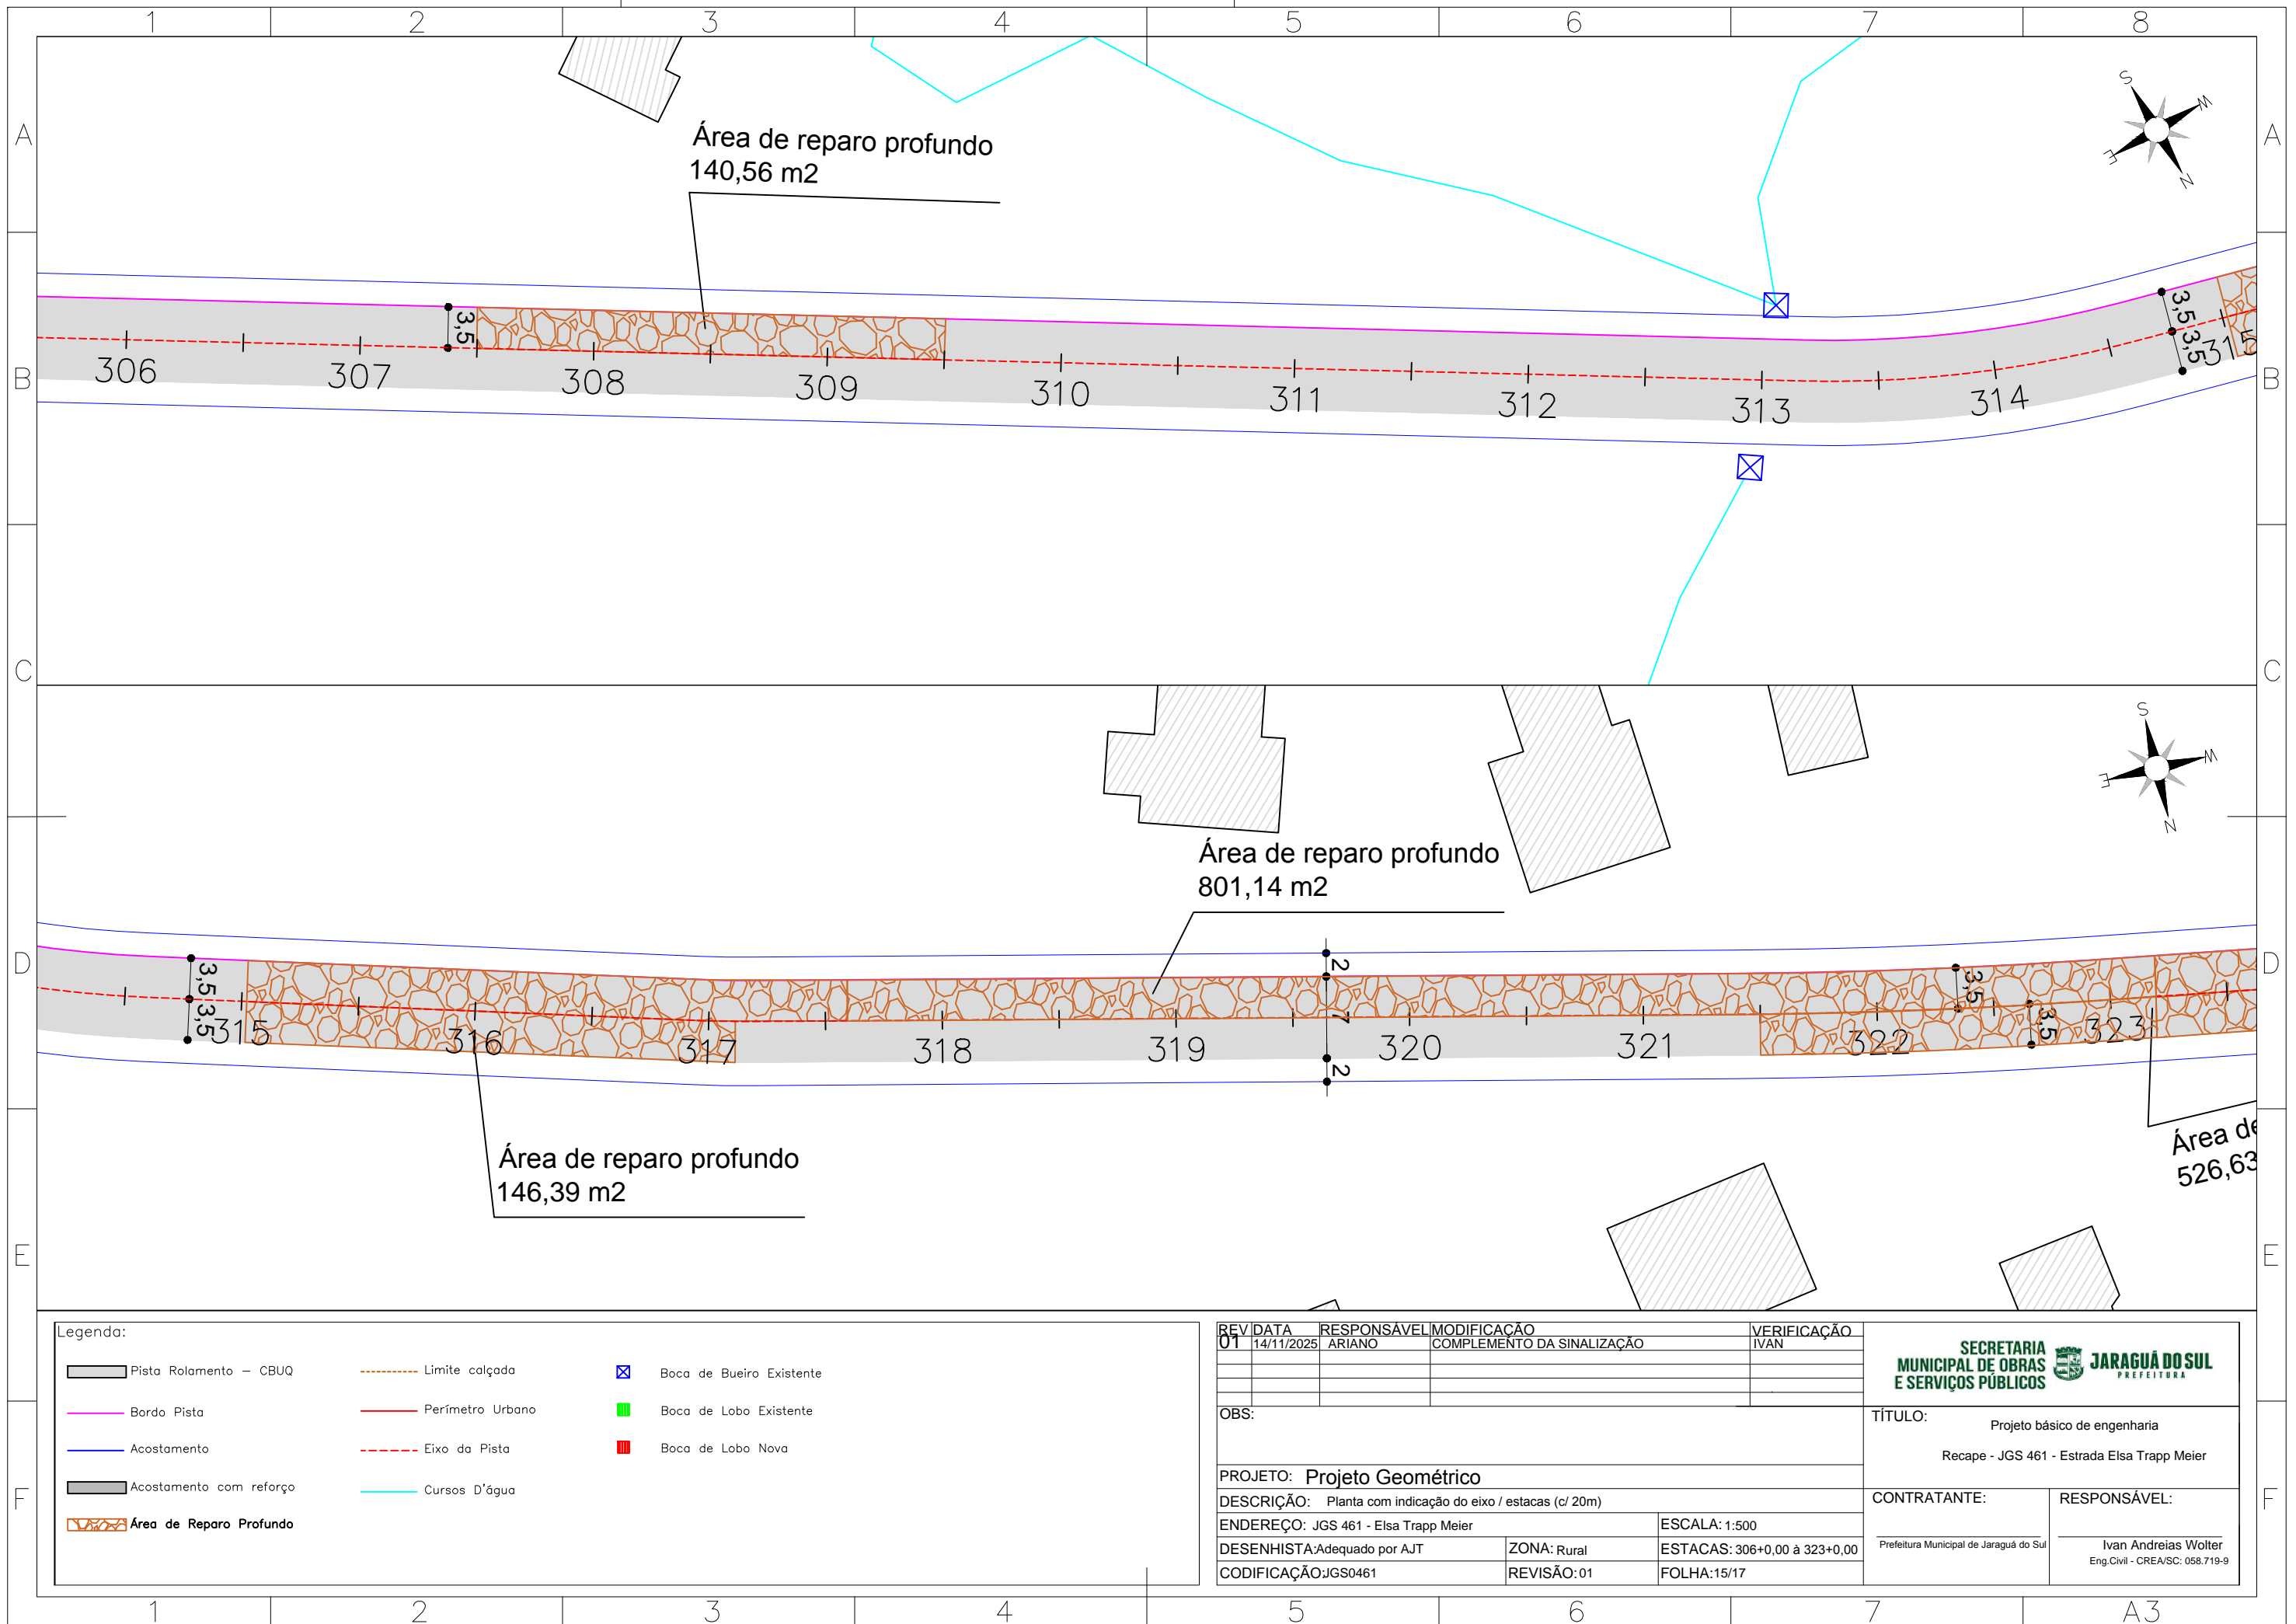 1 2 3 4 5 6 7 8
A
A
S
W
E
N
Área de reparo profundo
140,56 m2
3,5
3,5
3,5
306 307 308 309 310 311 312 313 314 315
B
B
C
C
S
W
E
N
Área de reparo profundo
801,14 m2
D
D
3,5
3,5
2
7
2
3,5
3,5
315 316 317 318 319 320 321 322 323
Área de reparo profundo
146,39 m2
Área de
526,63
E
E
Legenda:
Pista Rolamento – CBUQ
Bordo Pista
Acostamento
Acostamento com reforço
Área de Reparo Profundo
Limite calçada
Perímetro Urbano
Eixo da Pista
Cursos D'água
Boca de Bueiro Existente
Boca de Lobo Existente
Boca de Lobo Nova
REV DATA RESPONSÁVEL MODIFICAÇÃO VERIFICAÇÃO
01 14/11/2025 ARIANO COMPLEMENTO DA SINALIZAÇÃO IVAN
OBS:
PROJETO: Projeto Geométrico
DESCRIÇÃO: Planta com indicação do eixo / estacas (c/ 20m)
ENDEREÇO: JGS 461 - Elsa Trapp Meier ESCALA: 1:500
DESENHISTA: Adequado por AJT ZONA: Rural ESTACAS: 306+0,00 à 323+0,00
CODIFICAÇÃO: JGS0461 REVISÃO: 01 FOLHA: 15/17
SECRETARIA
MUNICIPAL DE OBRAS
E SERVIÇOS PÚBLICOS
JARAGUÁ DO SUL
PREFEITURA
TÍTULO:
Projeto básico de engenharia
Recape - JGS 461 - Estrada Elsa Trapp Meier
CONTRATANTE:
Prefeitura Municipal de Jaraguá do Sul
RESPONSÁVEL:
Ivan Andreias Wolter
Eng.Civil - CREA/SC: 058.719-9
F
F
1 2 3 4 5 6 7 A3